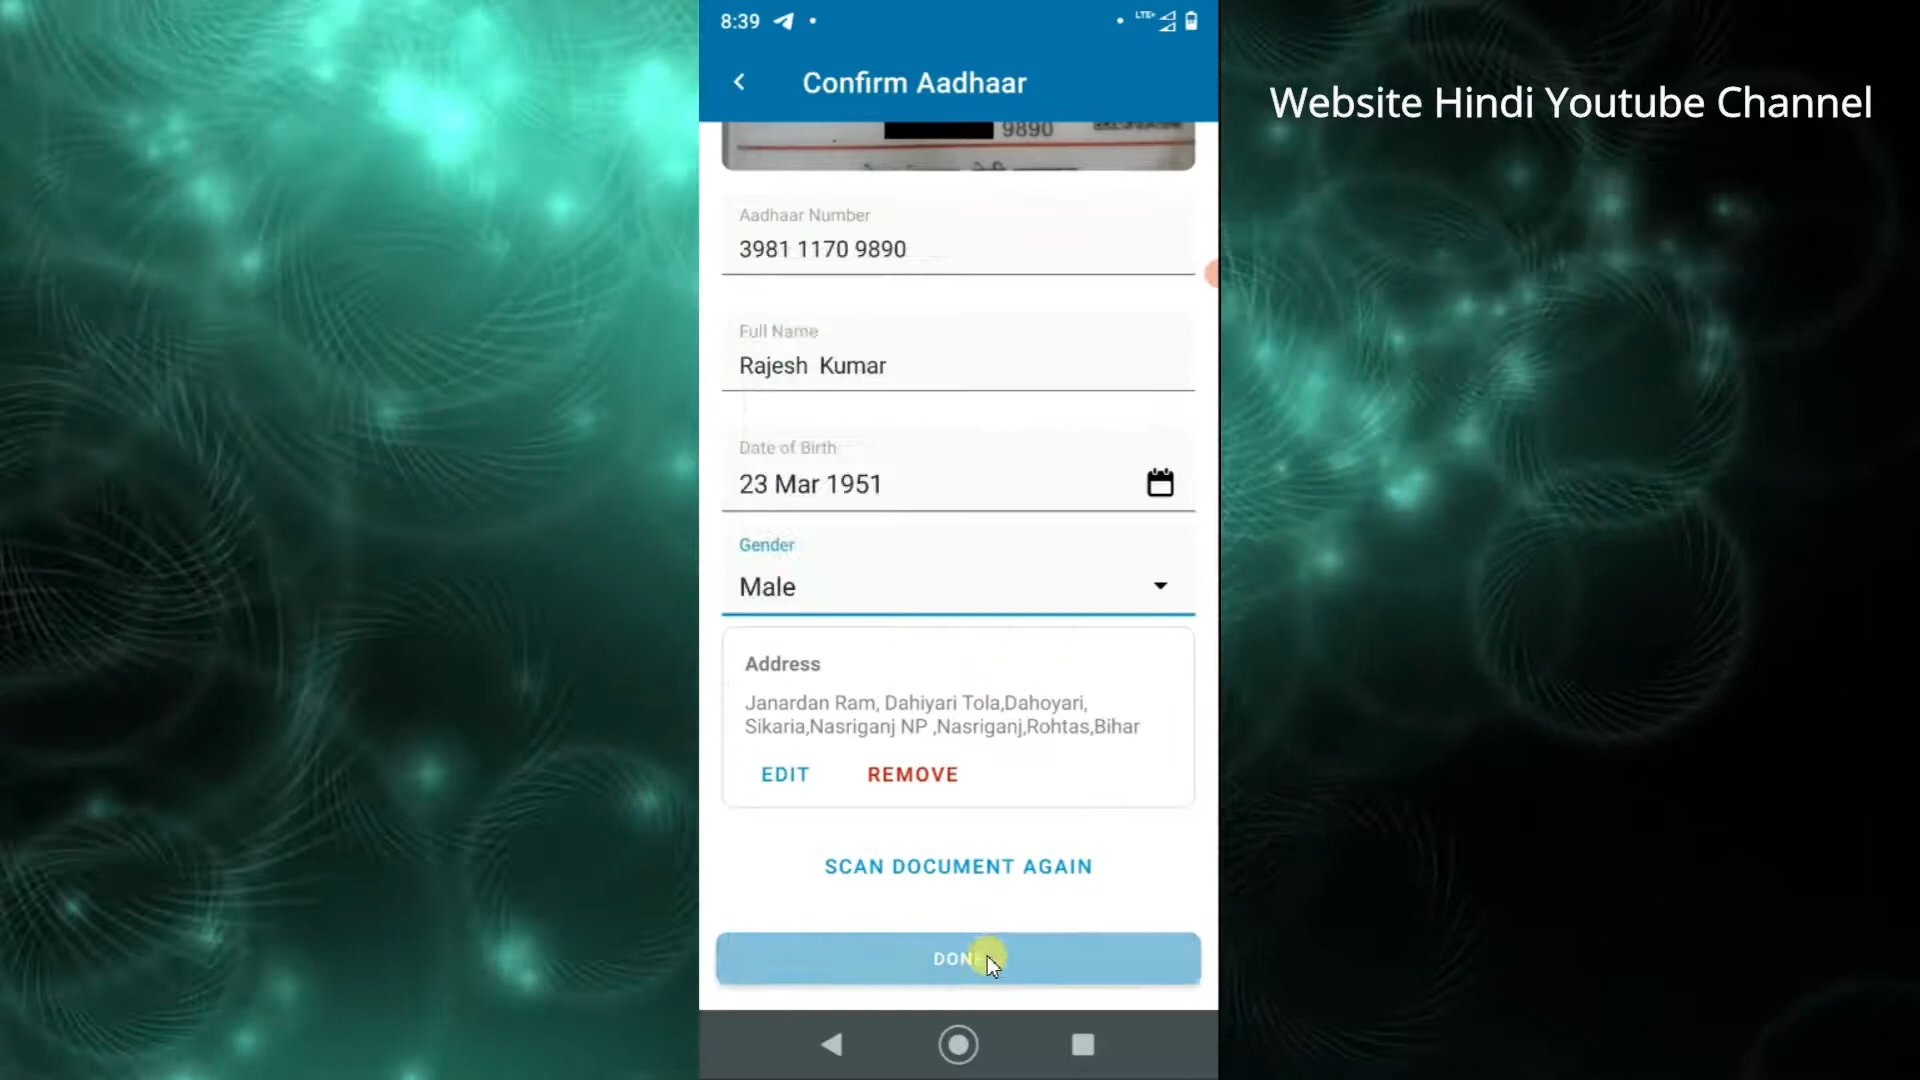 8:39
LTE+
Confirm Aadhaar
Website Hindi Youtube Channel
9890
Aadhaar Number
3981 1170 9890
Full Name
Rajesh  Kumar
Date of Birth
23 Mar 1951
Gender
Male
Address
Janardan Ram, Dahiyari Tola,Dahoyari,
Sikaria,Nasriganj NP ,Nasriganj,Rohtas,Bihar
EDIT REMOVE
SCAN DOCUMENT AGAIN